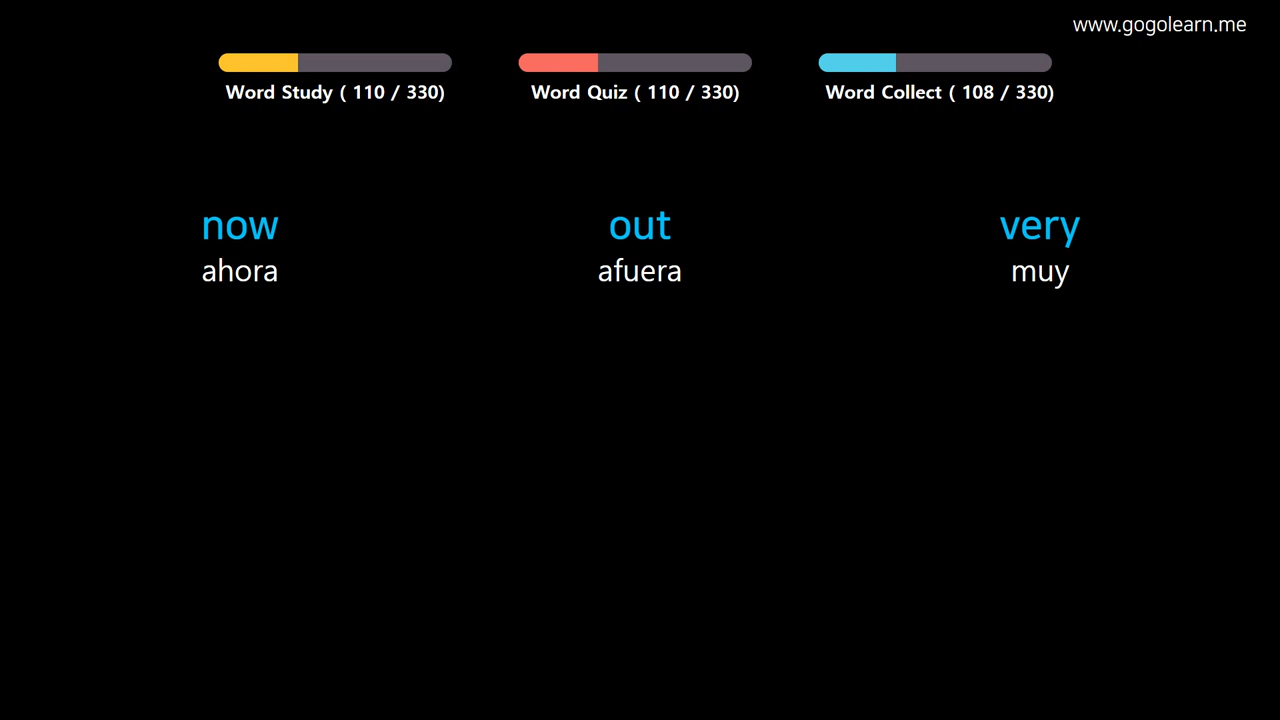 www.gogolearn.me
Word Study ( 110 / 330)
Word Quiz ( 110 / 330)
Word Collect ( 108 / 330)
now
out
very
ahora
afuera
muy